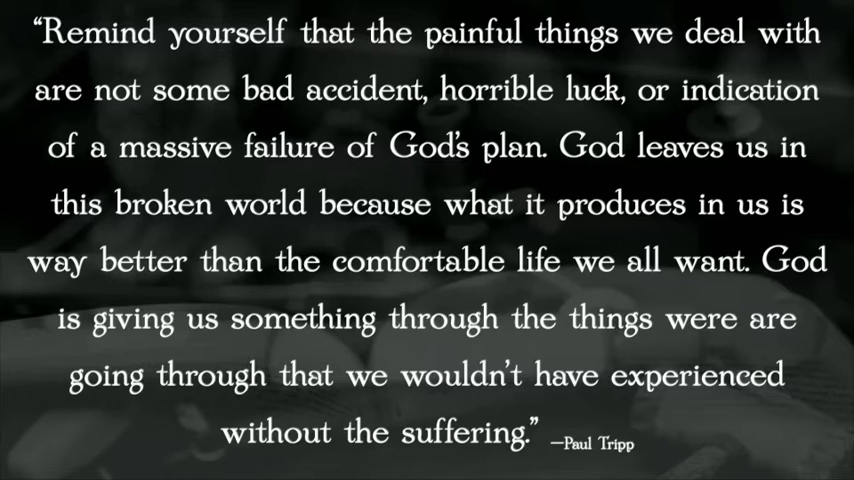 “Remind yourself that the painful things we deal with
are not some bad accident, horrible luck, or indication
of a massive failure of God’s plan. God leaves us in
this broken world because what it produces in us is
way better than the comfortable life we all want. God
is giving us something through the things were are
going through that we wouldn’t have experienced
without the suffering.” —Paul Tripp